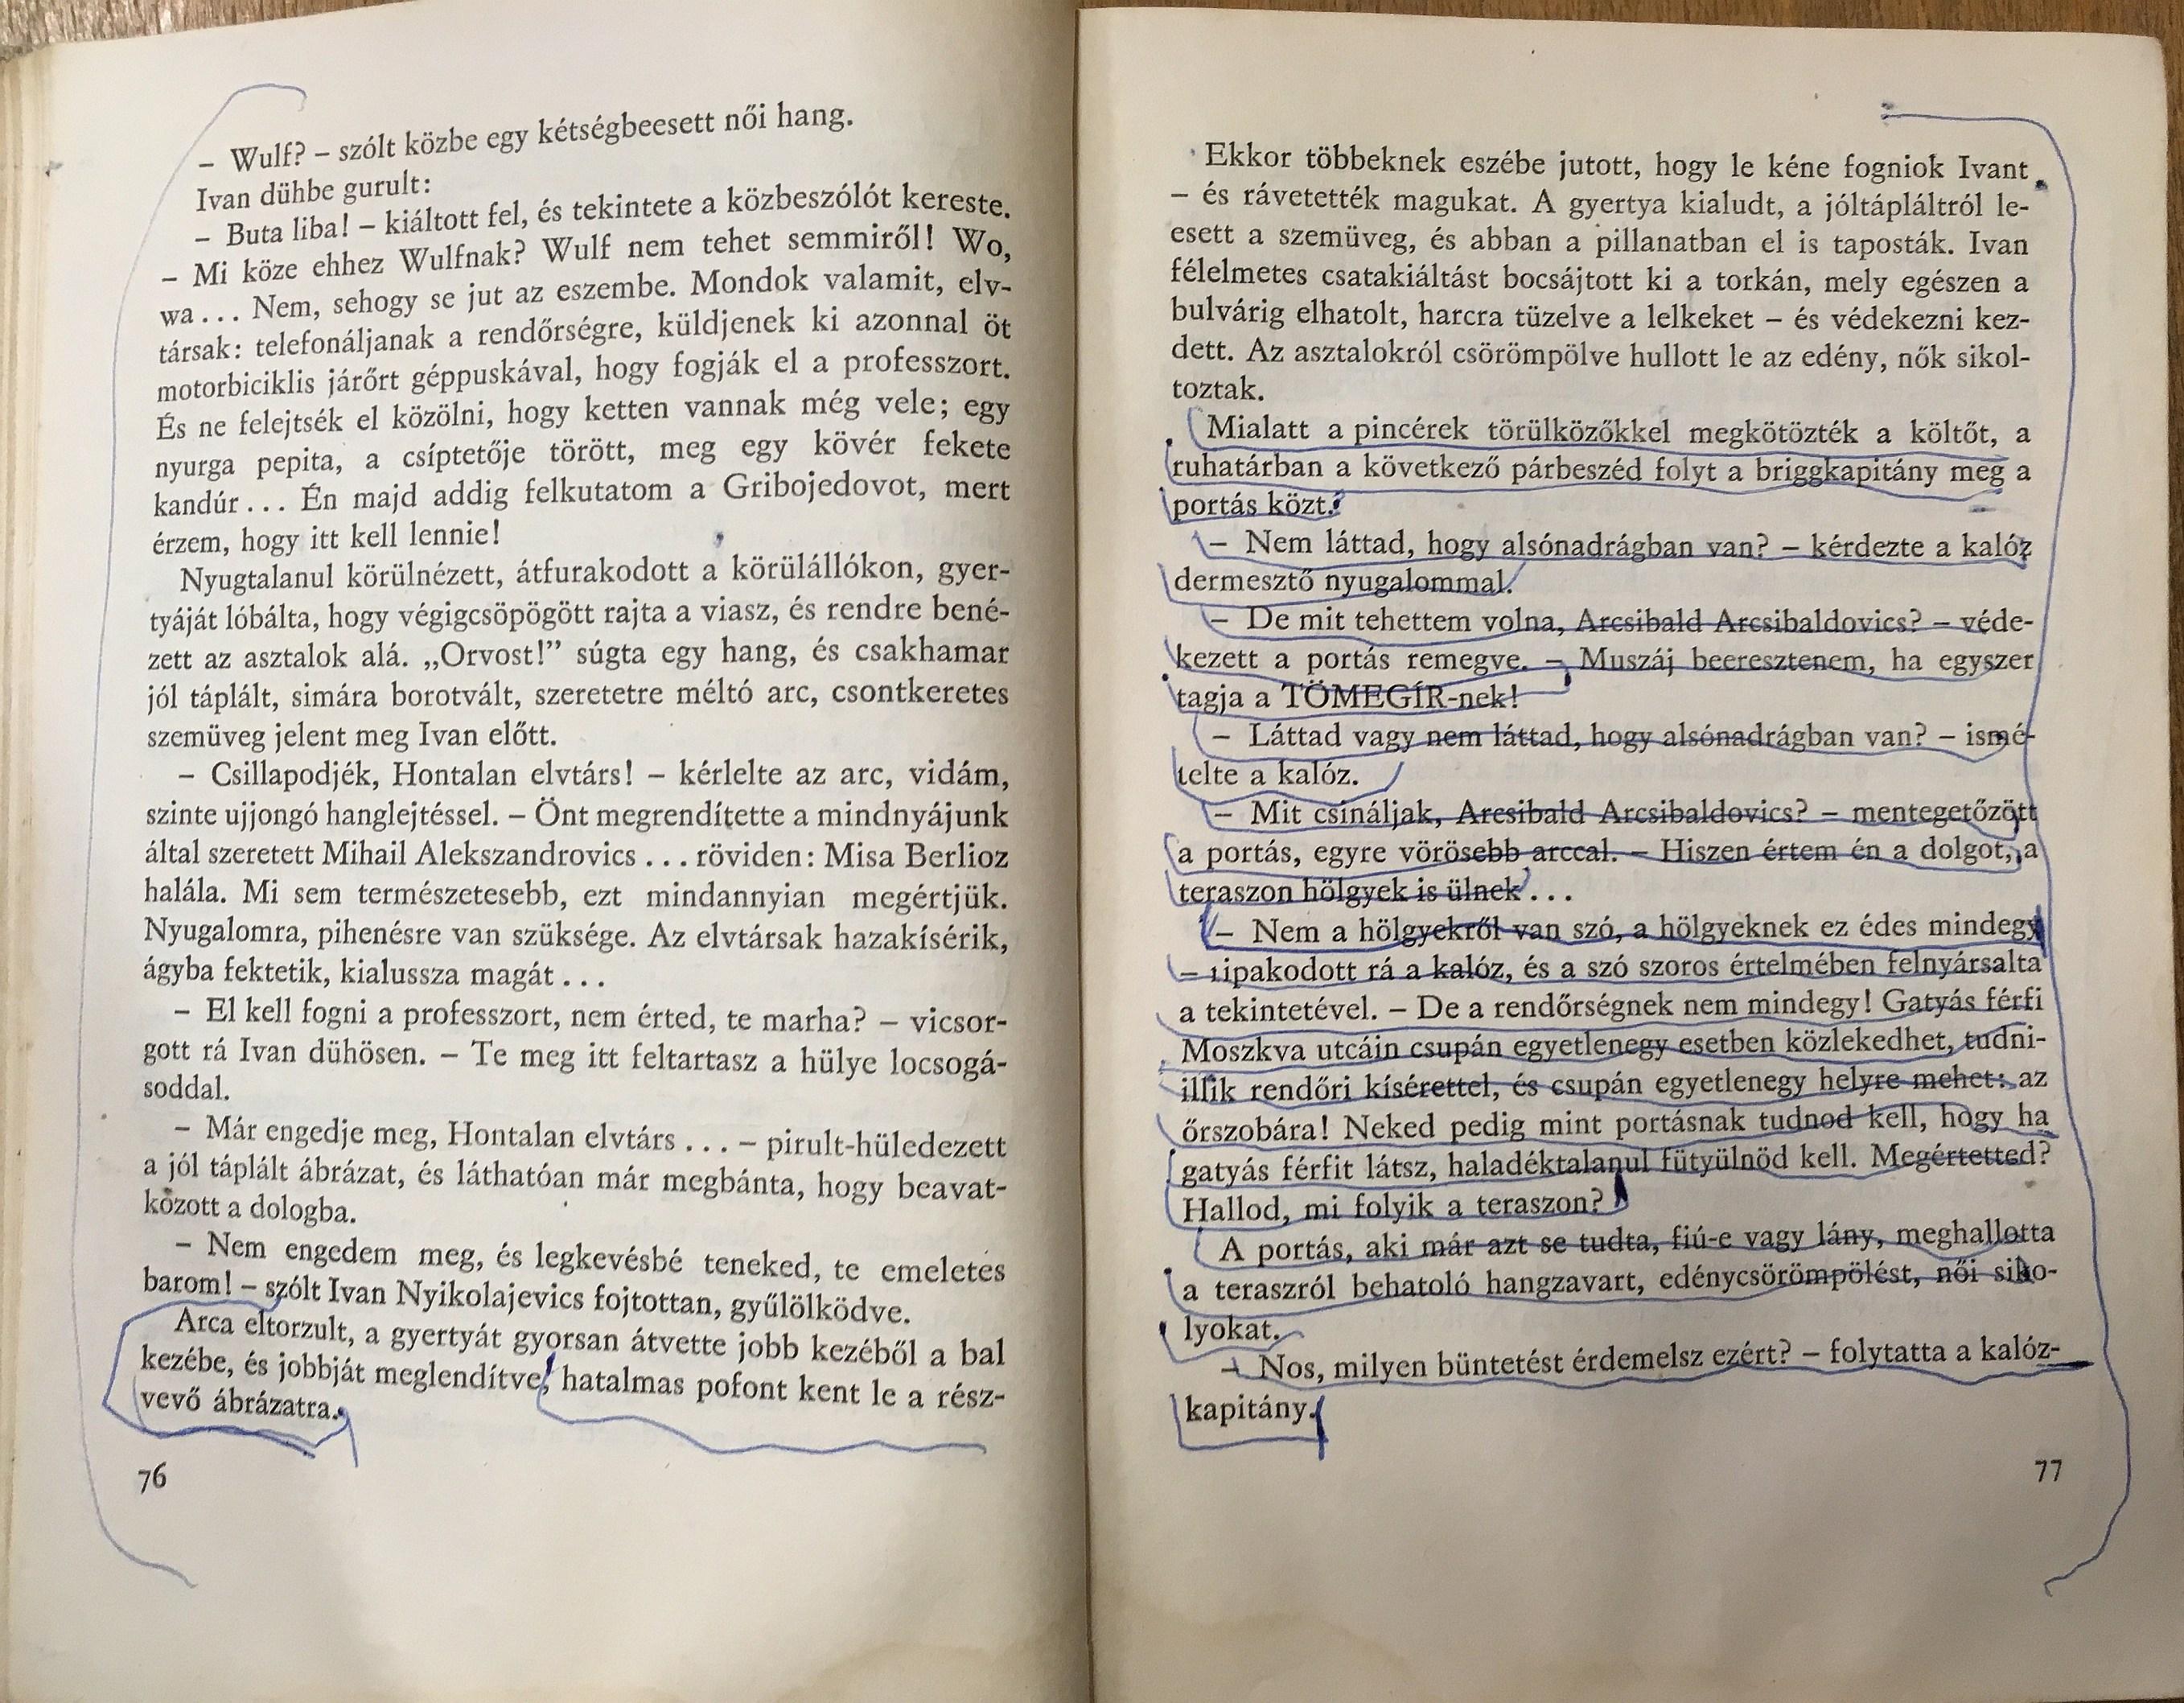 – Wulf? – szólt közbe egy kétségbeesett női hang.
Ivan dühbe gurult:
– Buta liba! – kiáltott fel, és tekintete a közbeszólót kereste.
– Mi köze ehhez Wulfnak? Wulf nem tehet semmiről! Wo,
wa... Nem, sehogy se jut az eszembe. Mondok valamit, elv-
társak: telefonáljanak a rendőrségre, küldjenek ki azonnal öt
motorbiciklis járőrt géppuskával, hogy fogják el a professzort.
És ne felejtsék el közölni, hogy ketten vannak még vele; egy
nyurga pepita, a csíptetője törött, meg egy kövér fekete
kandúr... Én majd addig felkutatom a Gribojedovot, mert
érzem, hogy itt kell lennie!
Nyugtalanul körülnézett, átfurakodott a körülállókon, gyer-
tyáját lóbálta, hogy végigcsöpögött rajta a viasz, és rendre bené-
zett az asztalok alá. „Orvost!” súgta egy hang, és csakhamar
jól táplált, simára borotvált, szeretetre méltó arc, csontkeretes
szemüveg jelent meg Ivan előtt.
– Csillapodjék, Hontalan elvtárs! – kérlelte az arc, vidám,
szinte ujjongó hanglejtéssel. – Önt megrendítette a mindnyájunk
által szeretett Mihail Alekszandrovics... röviden: Misa Berlioz
halála. Mi sem természetesebb, ezt mindannyian megértjük.
Nyugalomra, pihenésre van szüksége. Az elvtársak hazakísérik,
ágyba fektetik, kialussza magát...
– El kell fogni a professzort, nem érted, te marha? – vicsor-
gott rá Ivan dühösen. – Te meg itt feltartasz a hülye locsogá-
soddal.
– Már engedje meg, Hontalan elvtárs... – pirult-hüledezett
a jól táplált ábrázat, és láthatóan már megbánta, hogy beavat-
kozott a dologba.
– Nem engedem meg, és legkevésbé teneked, te emeletes
barom! – szólt Ivan Nyikolajevics fojtottan, gyűlölködve.
Arca eltorzult, a gyertyát gyorsan átvette jobb kezéből a bal
kezébe, és jobbját meglendítve, hatalmas pofont kent le a rész-
vevő ábrázatra.
76
Ekkor többeknek eszébe jutott, hogy le kéne fogniok Ivant
– és rávetették magukat. A gyertya kialudt, a jóltápláltról le-
esett a szemüveg, és abban a pillanatban el is taposták. Ivan
félelmetes csatakiáltást bocsájtott ki a torkán, mely egészen a
bulvárig elhatolt, harcra tüzelve a lelkeket – és védekezni kez-
dett. Az asztalokról csörömpölve hullott le az edény, nők sikol-
toztak.
Mialatt a pincérek törülközőkkel megkötözték a költőt, a
ruhatárban a következő párbeszéd folyt a briggkapitány meg a
portás közt.
– Nem láttad, hogy alsónadrágban van? – kérdezte a kalóz
dermesztő nyugalommal.
– De mit tehettem volna, Arcsibald Arcsibaldovics? – véde-
kezett a portás remegve. – Muszáj beeresztenem, ha egyszer
tagja a TÖMEGÍR-nek!
– Láttad vagy nem láttad, hogy alsónadrágban van? – ismé-
telte a kalóz.
– Mit csináljak, Arcsibald Arcsibaldovics? – mentegetőzött
a portás, egyre vörösebb arccal. – Hiszen értem én a dolgot, a
teraszon hölgyek is ülnek...
– Nem a hölgyekről van szó, a hölgyeknek ez édes mindegy
– ripakodott rá a kalóz, és a szó szoros értelmében felnyársalta
a tekintetével. – De a rendőrségnek nem mindegy! Gatyás férfi
Moszkva utcáin csupán egyetlenegy esetben közlekedhet, tudni-
illik rendőri kísérettel, és csupán egyetlenegy helyre mehet: az
őrszobára! Neked pedig mint portásnak tudnod kell, hogy ha
gatyás férfit látsz, haladéktalanul fütyülnöd kell. Megértetted?
Hallod, mi folyik a teraszon?
A portás, aki már azt se tudta, fiú-e vagy lány, meghallotta
a teraszról behatoló hangzavart, edénycsörömpölést, női siko-
lyokat.
– Nos, milyen büntetést érdemelsz ezért? – folytatta a kalóz-
kapitány.
77